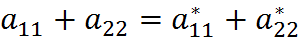 a₁₁ + a₂₂ = a*₁₁ + a*₂₂